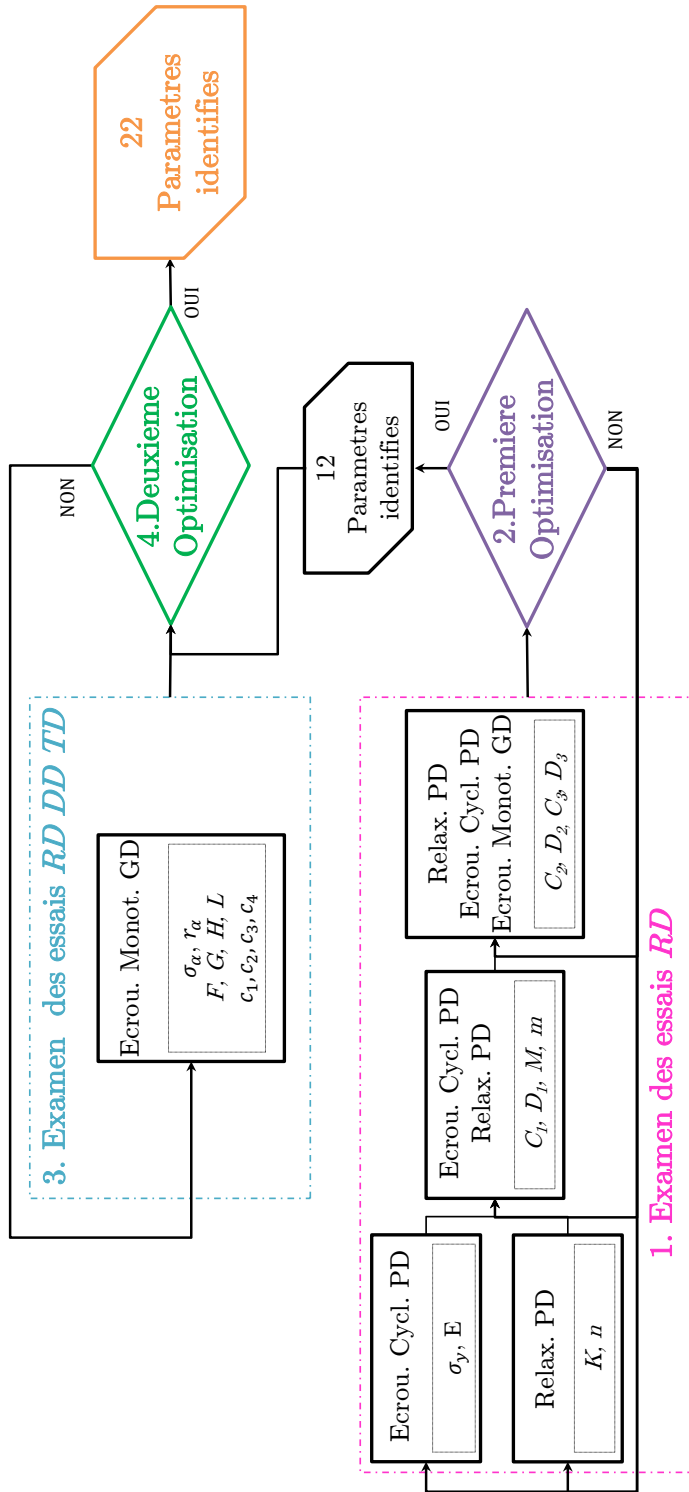 3. Examen des essais RD DD TD
Ecrou. Monot. GD
σα, rα
F, G, H, L
c1, c2, c3, c4
NON
4.Deuxieme
Optimisation
OUI
22
Parametres
identifies
12
Parametres
identifies
Ecrou. Cycl. PD
σy, E
Relax. PD
K, n
Ecrou. Cycl. PD
Relax. PD
C1, D1, M, m
Relax. PD
Ecrou. Cycl. PD
Ecrou. Monot. GD
C2, D2, C3, D3
1. Examen des essais RD
OUI
2.Premiere
Optimisation
NON